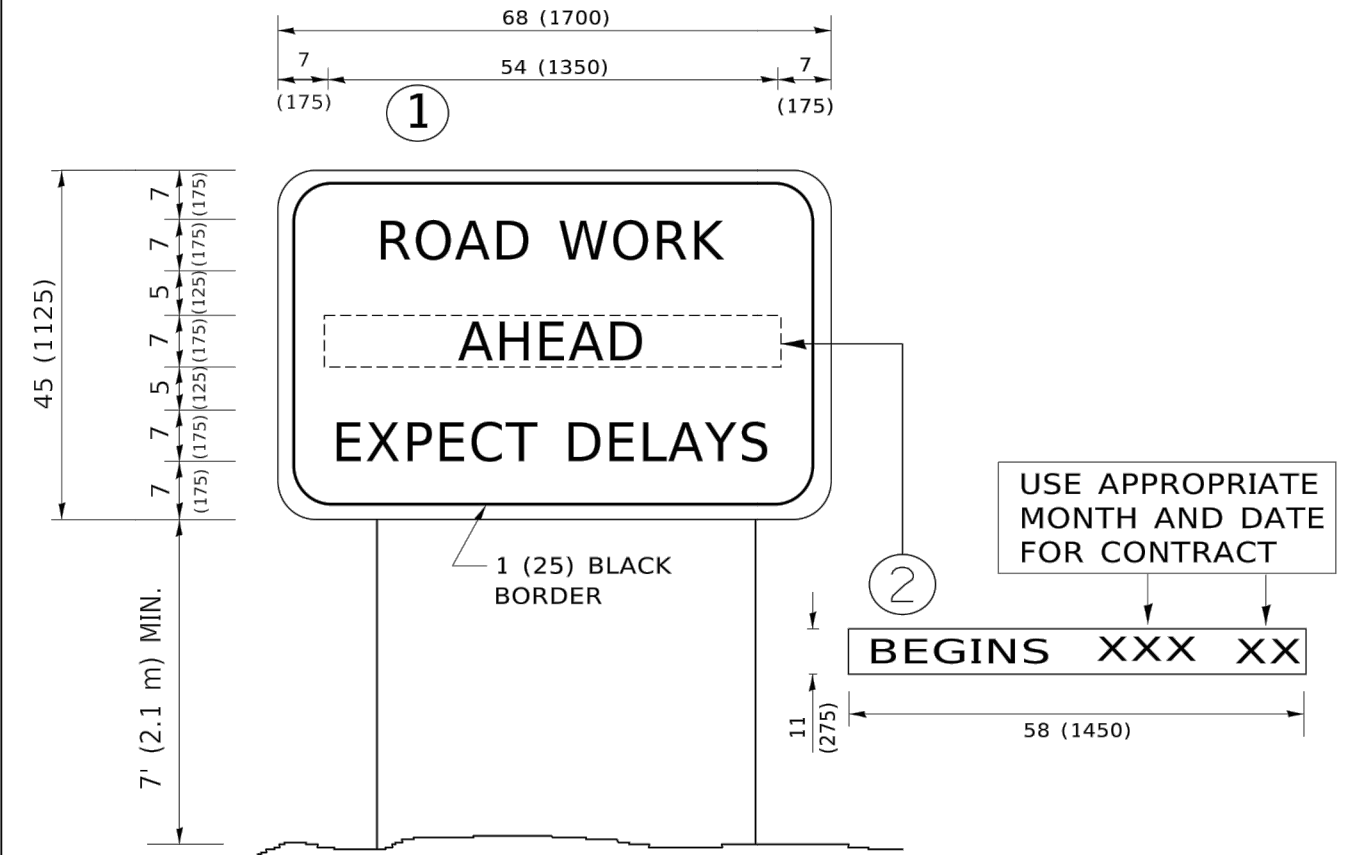 68 (1700)
7
54 (1350)
7
(175)
(175)
1
7
(175)
7
(175)
5
(125)
7
(175)
5
(125)
7
(175)
7
(175)
45 (1125)
ROAD WORK
AHEAD
EXPECT DELAYS
1 (25) BLACK
BORDER
7' (2.1 m) MIN.
USE APPROPRIATE
MONTH AND DATE
FOR CONTRACT
2
BEGINS XXX XX
11
(275)
58 (1450)